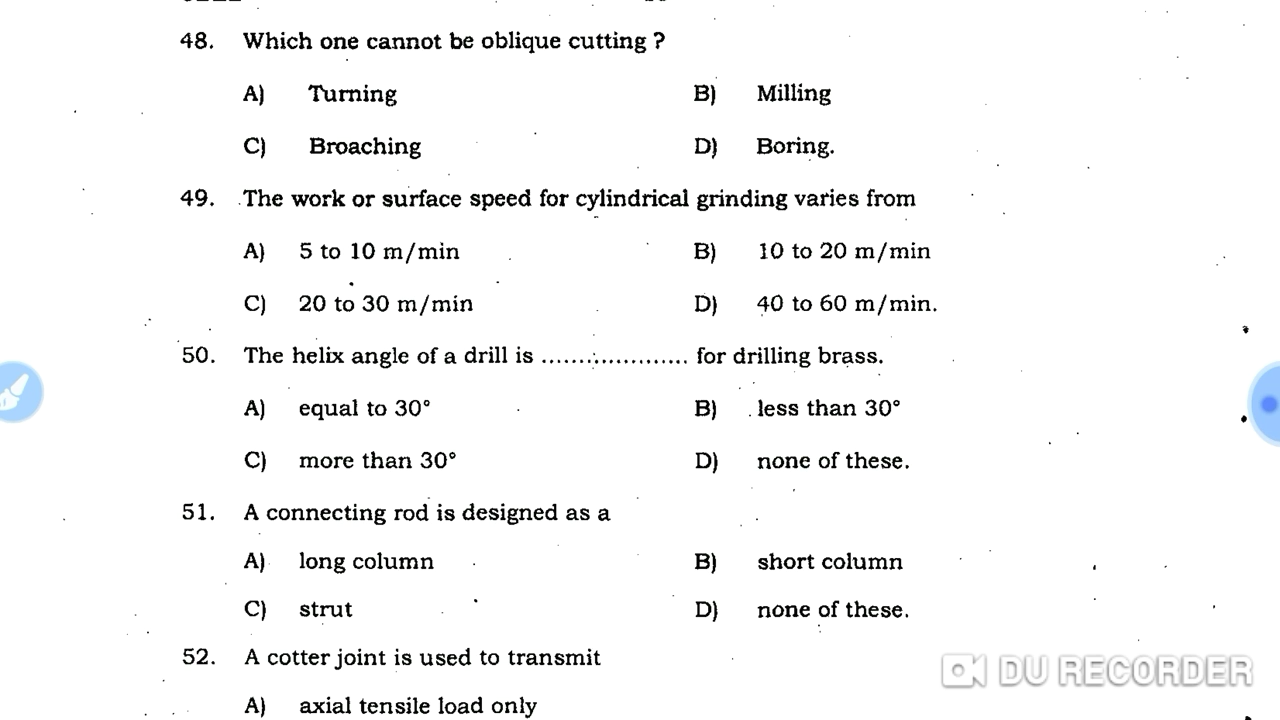 48. Which one cannot be oblique cutting ?
A) Turning B) Milling
C) Broaching D) Boring.
49. The work or surface speed for cylindrical grinding varies from
A) 5 to 10 m/min B) 10 to 20 m/min
C) 20 to 30 m/min D) 40 to 60 m/min.
50. The helix angle of a drill is ..................... for drilling brass.
A) equal to 30° B) less than 30°
C) more than 30° D) none of these.
51. A connecting rod is designed as a
A) long column B) short column
C) strut D) none of these.
52. A cotter joint is used to transmit
DU RECORDER
A) axial tensile load only